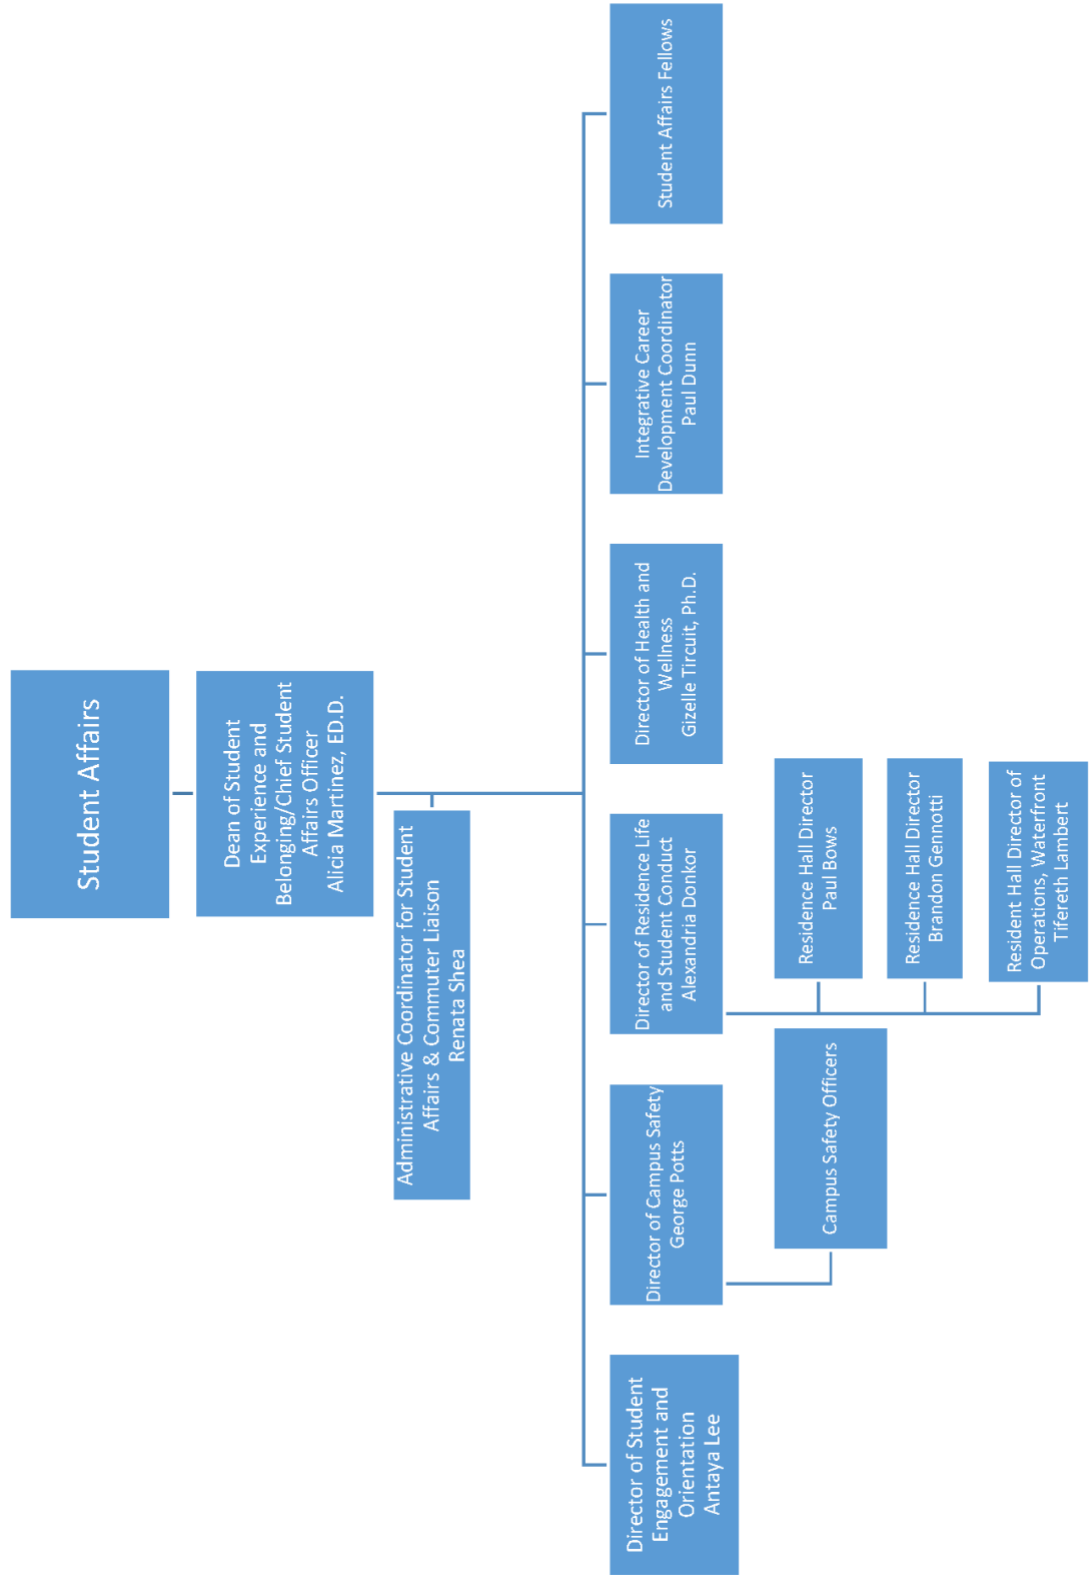 Student Affairs
Dean of Student
Experience and
Belonging/Chief Student
Affairs Officer
Alicia Martinez, ED.D.
Administrative Coordinator for Student
Affairs & Commuter Liaison
Renata Shea
Director of Student
Engagement and
Orientation
Antaya Lee
Director of Campus Safety
George Potts
Campus Safety Officers
Director of Residence Life
and Student Conduct
Alexandria Donkor
Residence Hall Director
Paul Bows
Residence Hall Director
Brandon Gennotti
Resident Hall Director of
Operations, Waterfront
Tifereth Lambert
Director of Health and
Wellness
Gizelle Tircuit, Ph.D.
Integrative Career
Development Coordinator
Paul Dunn
Student Affairs Fellows